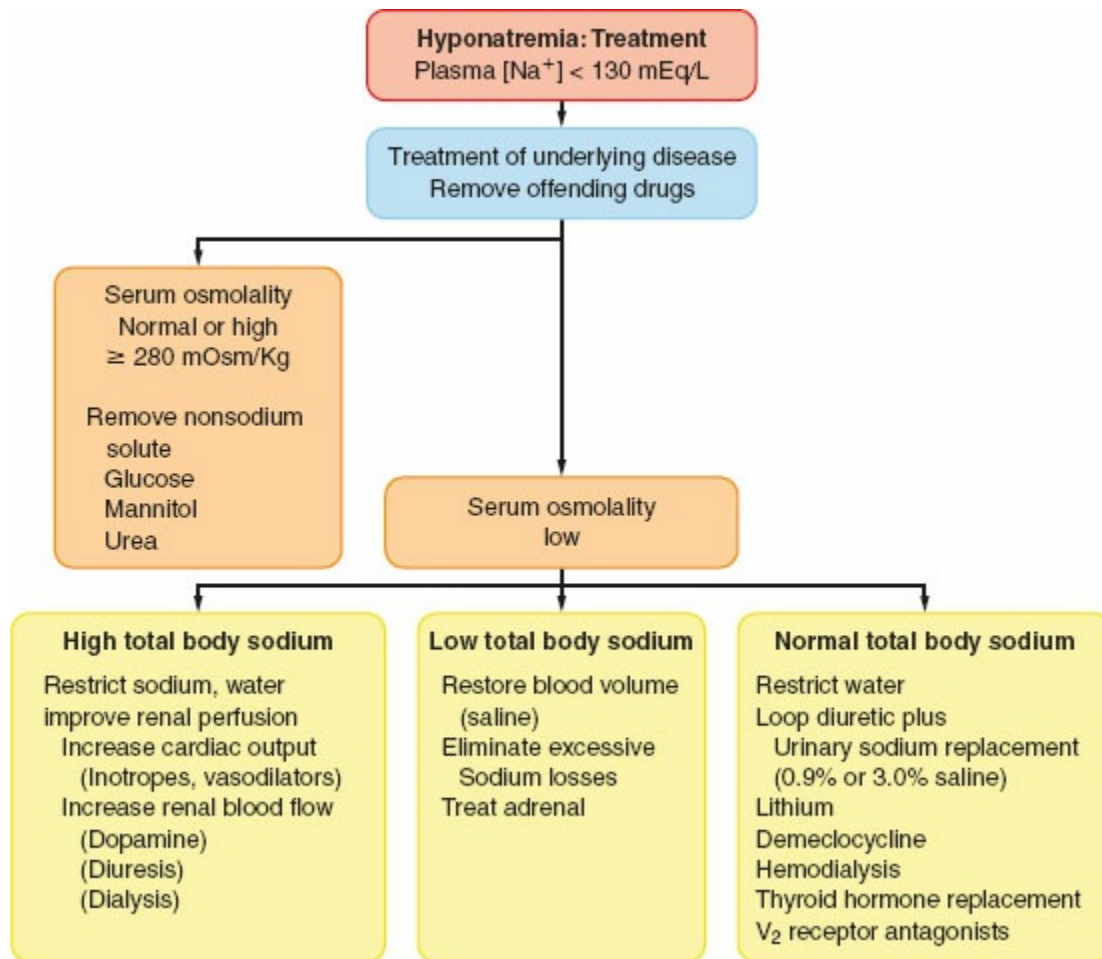 Hyponatremia: Treatment
Plasma [Na⁺] < 130 mEq/L
Treatment of underlying disease
Remove offending drugs
Serum osmolality
Normal or high
≥ 280 mOsm/Kg
Remove nonsodium
solute
Glucose
Mannitol
Urea
Serum osmolality
low
High total body sodium
Restrict sodium, water
improve renal perfusion
Increase cardiac output
(Inotropes, vasodilators)
Increase renal blood flow
(Dopamine)
(Diuresis)
(Dialysis)
Low total body sodium
Restore blood volume
(saline)
Eliminate excessive
Sodium losses
Treat adrenal
Normal total body sodium
Restrict water
Loop diuretic plus
Urinary sodium replacement
(0.9% or 3.0% saline)
Lithium
Demeclocycline
Hemodialysis
Thyroid hormone replacement
V₂ receptor antagonists